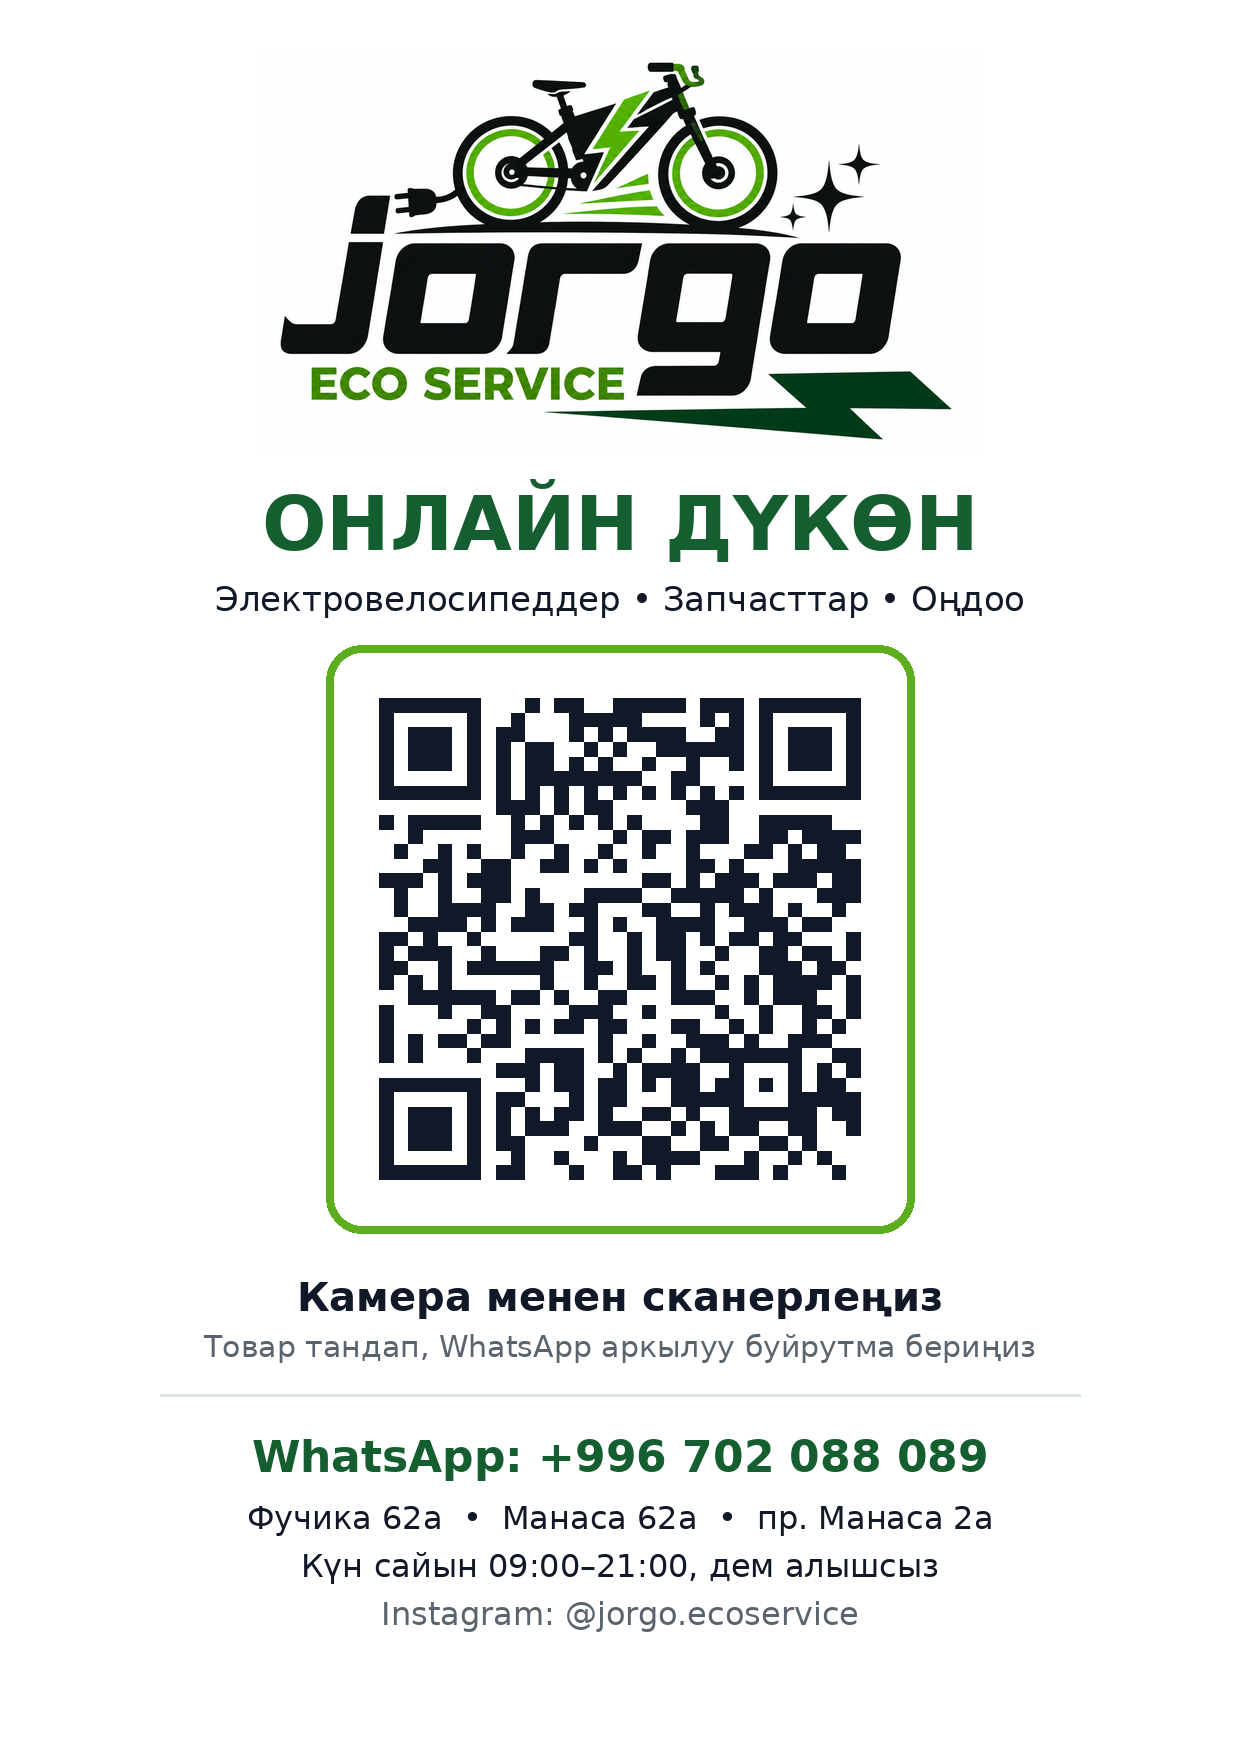 jorgo
ECO SERVICE
ОНЛАЙН ДҮКӨН
Электровелосипеддер • Запчасттар • Оңдоо
Камера менен сканерлеңиз
Товар тандап, WhatsApp аркылуу буйрутма бериңиз
WhatsApp: +996 702 088 089
Фучика 62а • Манаса 62а • пр. Манаса 2а
Күн сайын 09:00–21:00, дем алышсыз
Instagram: @jorgo.ecoservice